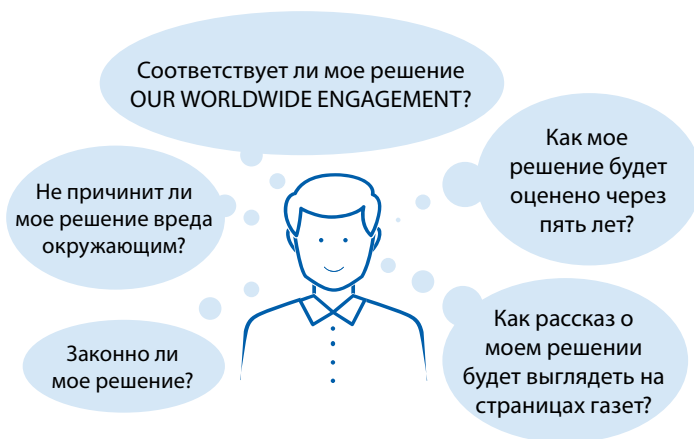 Соответствует ли мое решение
OUR WORLDWIDE ENGAGEMENT?
Не причинит ли
мое решение вреда
окружающим?
Как мое
решение будет
оценено через
пять лет?
Законно ли
мое решение?
Как рассказ о
моем решении
будет выглядеть на
страницах газет?